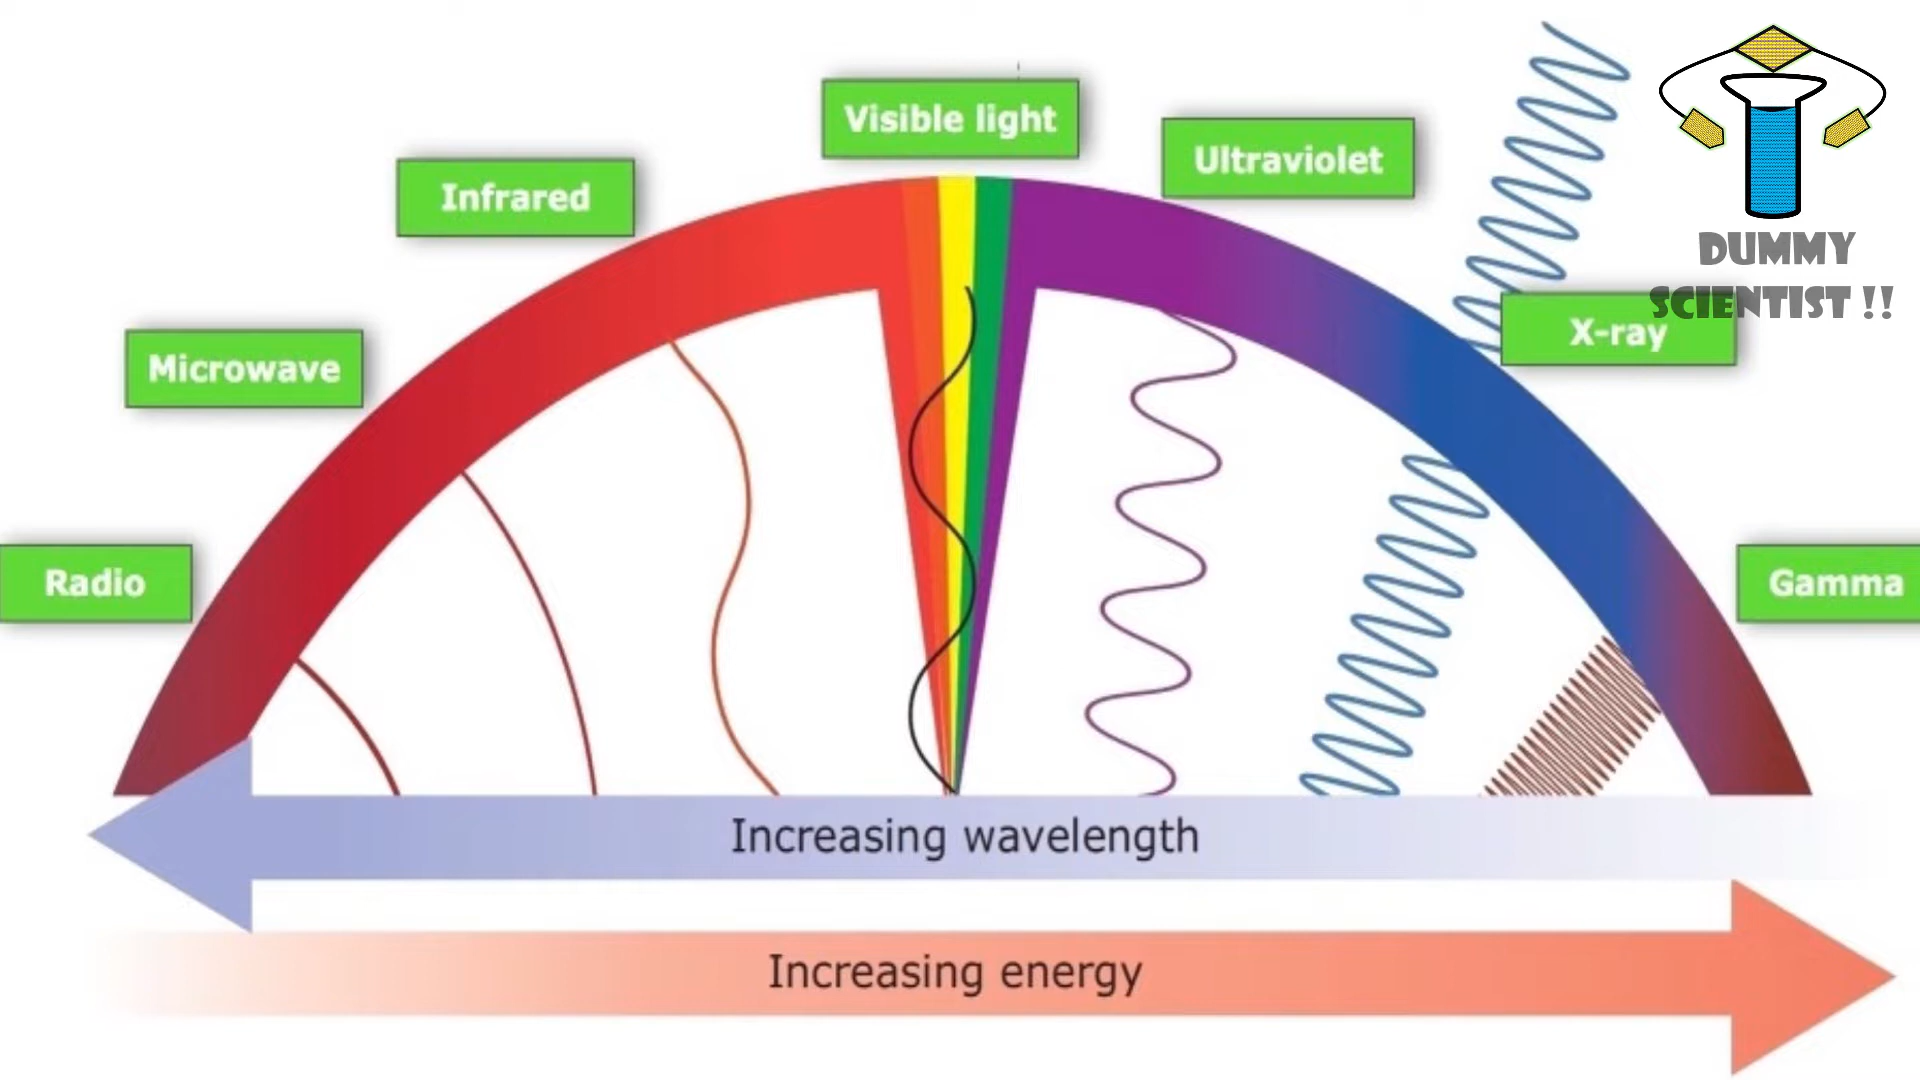 Visible light
Ultraviolet
Infrared
DUMMY
SCIENTIST !!
X-ray
Microwave
Radio
Gamma
Increasing wavelength
Increasing energy